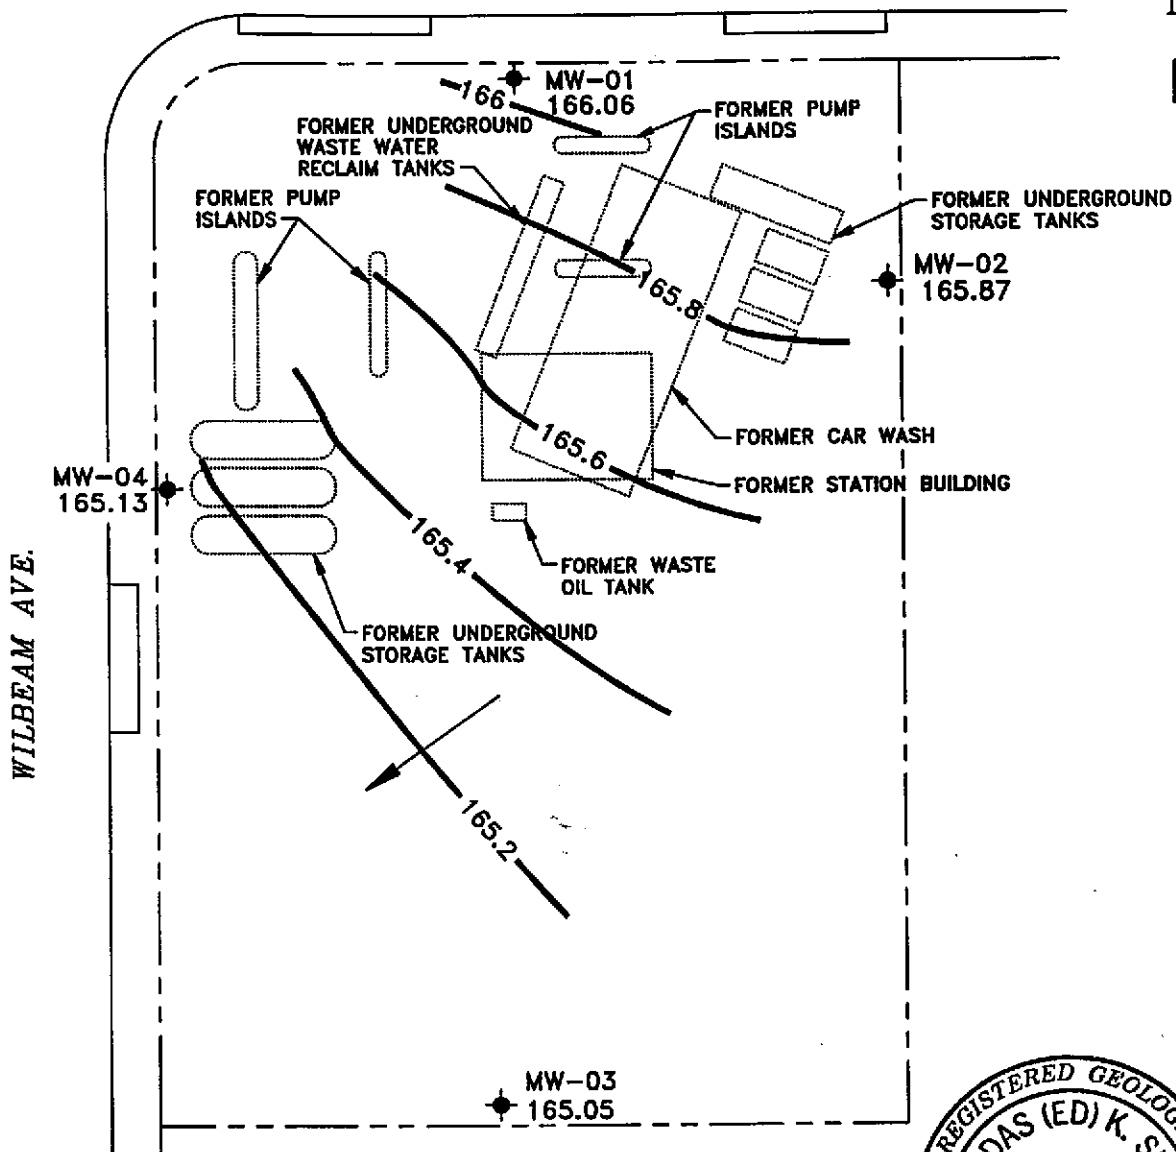 MW-01
166.06
166
FORMER PUMP
ISLANDS
FORMER UNDERGROUND
WASTE WATER
RECLAIM TANKS
FORMER PUMP
ISLANDS
FORMER UNDERGROUND
STORAGE TANKS
MW-02
165.87
165.8
FORMER CAR WASH
165.6
FORMER STATION BUILDING
MW-04
165.13
165.4
FORMER WASTE
OIL TANK
FORMER UNDERGROUND
STORAGE TANKS
WILBEAM AVE.
165.2
MW-03
165.05
REGISTERED
(ED) K.